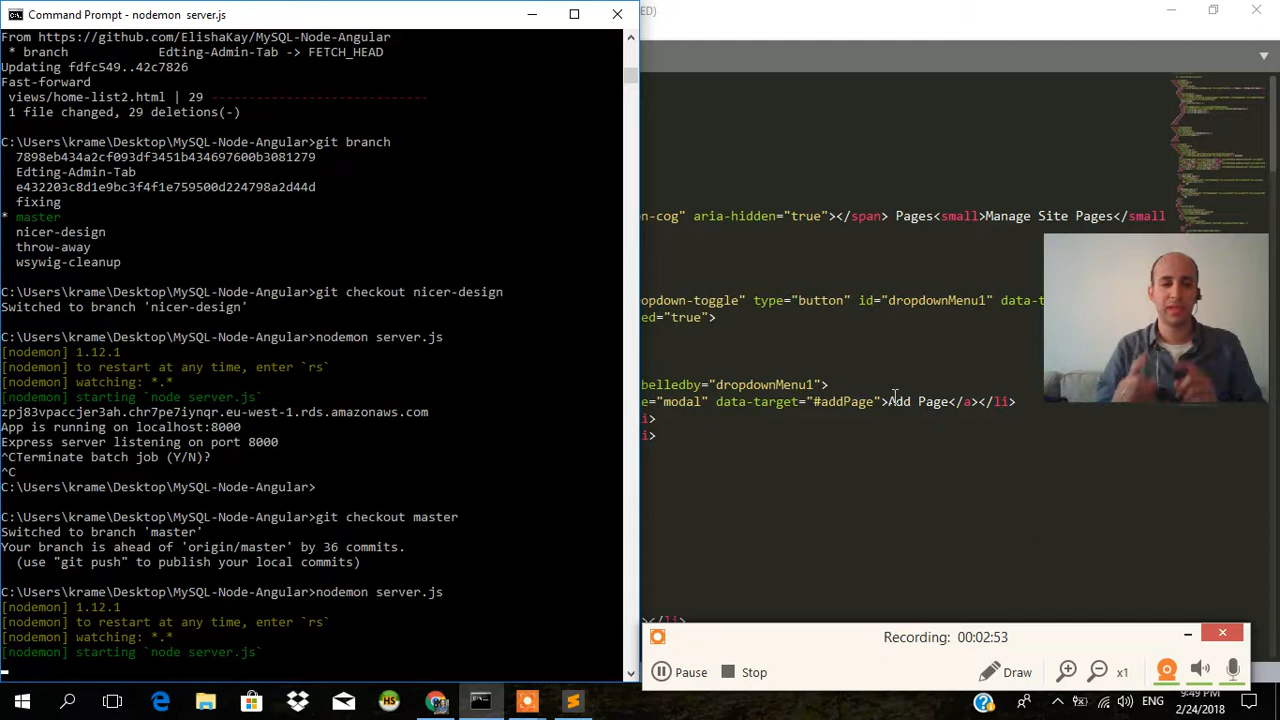 Command Prompt - nodemon server.js
From https://github.com/ElishaKay/MySQL-Node-Angular
* branch Edting-Admin-Tab -> FETCH_HEAD
Updating fdfc549..42c7826
Fast-forward
views/home-list2.html | 29 -----------------------------
1 file changed, 29 deletions(-)
C:\Users\krame\Desktop\MySQL-Node-Angular>git branch
7898eb434a2cf093df3451b434697600b3081279
Edting-Admin-Tab
e432203c8d1e99c3f4f1e759500d224798a2d44d
fixing
* master
nicer-design
throw-away
wsywig-cleanup
C:\Users\krame\Desktop\MySQL-Node-Angular>git checkout nicer-design
Switched to branch 'nicer-design'
C:\Users\krame\Desktop\MySQL-Node-Angular>nodemon server.js
[nodemon] 1.12.1
[nodemon] to restart at any time, enter `rs`
[nodemon] watching: *.*
[nodemon] starting `node server.js`
zpj83vpaccjer3ah.chr7pe7iynqr.eu-west-1.rds.amazonaws.com
App is running on localhost:8000
Express server listening on port 8000
^CTerminate batch job (Y/N)?
^C
C:\Users\krame\Desktop\MySQL-Node-Angular>
C:\Users\krame\Desktop\MySQL-Node-Angular>git checkout master
Switched to branch 'master'
Your branch is ahead of 'origin/master' by 36 commits.
(use "git push" to publish your local commits)
C:\Users\krame\Desktop\MySQL-Node-Angular>nodemon server.js
[nodemon] 1.12.1
[nodemon] to restart at any time, enter `rs`
[nodemon] watching: *.*
[nodemon] starting `node server.js`
ED)
on-cog" aria-hidden="true"></span> Pages<small>Manage Site Pages</small
opdown-toggle" type="button" id="dropdownMenu1" data-t
ed="true">
belledby="dropdownMenu1">
e="modal" data-target="#addPage">Add Page</a></li>
i>
i>
></li>
Recording: 00:02:53
Pause
Stop
Draw
x1
HS
ENG
9:49 PM
2/24/2018